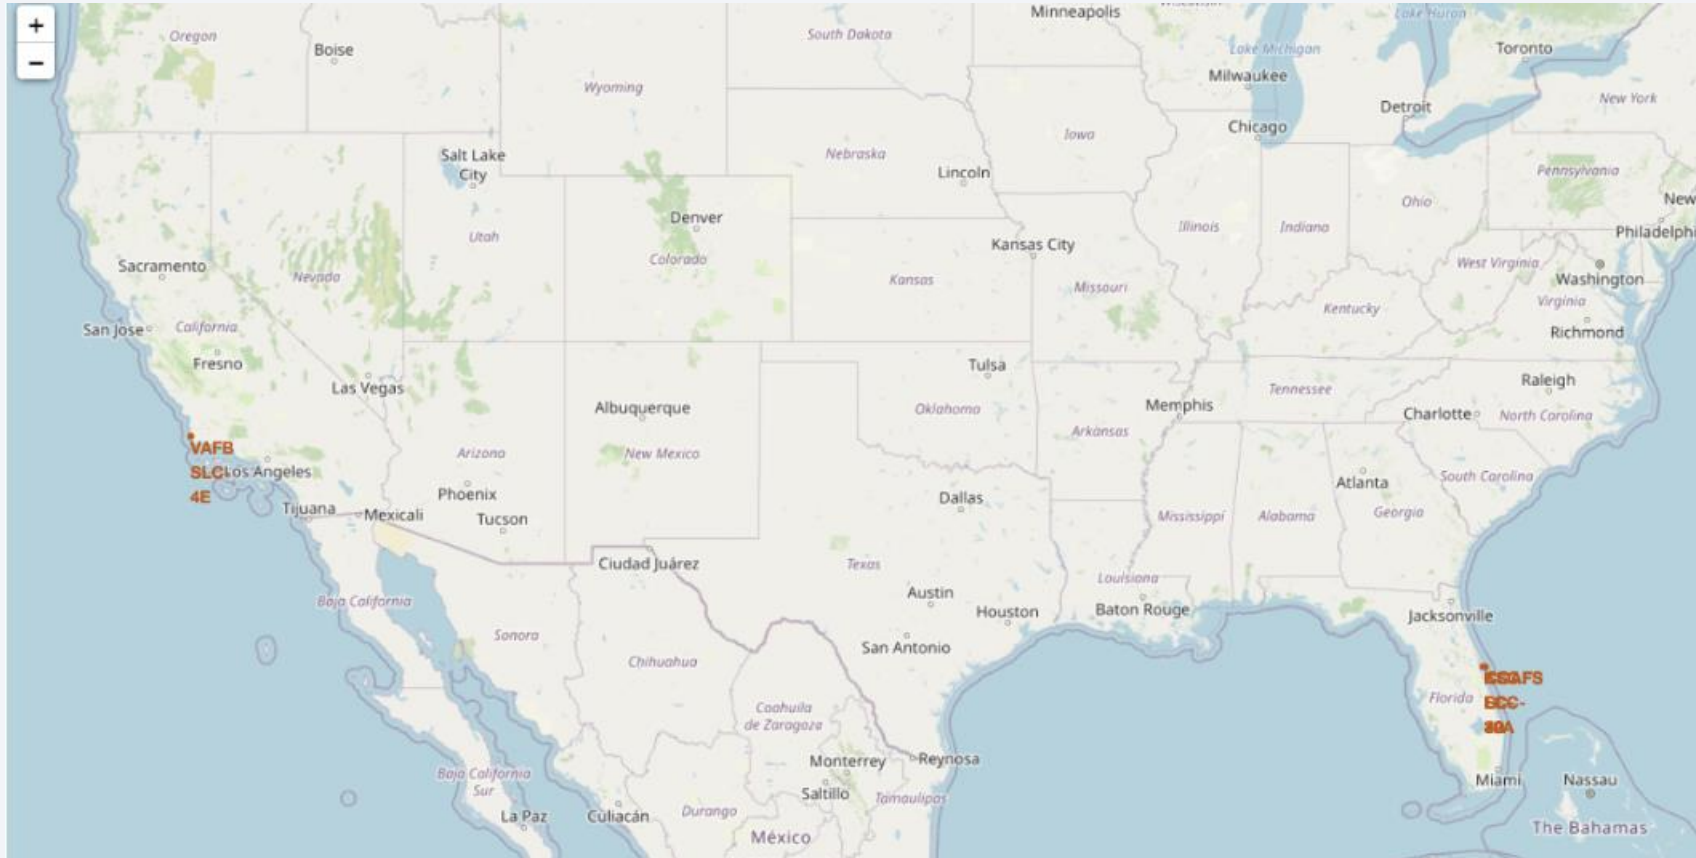 +
−
Oregon
Boise
South Dakota
Minneapolis
Wisconsin
Lake Huron
Lake Michigan
Toronto
Wyoming
Milwaukee
Detroit
New York
Chicago
Iowa
Nebraska
Salt Lake
City
Lincoln
Pennsylvania
Ohio
New
Denver
Illinois
Indiana
Philadelphi
Utah
Kansas City
Colorado
Sacramento
Nevada
Kansas
Missouri
West Virginia
Washington
Kentucky
Virginia
San Jose
California
Richmond
Fresno
Las Vegas
Tulsa
Tennessee
Raleigh
Albuquerque
Oklahoma
Memphis
Charlotte
North Carolina
Arkansas
VAFB
SLC-
4E
Los Angeles
Arizona
New Mexico
Atlanta
South Carolina
Phoenix
Dallas
Tijuana
Mexicali
Tucson
Mississippi
Alabama
Georgia
Ciudad Juárez
Texas
Louisiana
Baja California
Austin
Houston
Baton Rouge
Jacksonville
Sonora
San Antonio
Chihuahua
Florida
Coahuila
de Zaragoza
Monterrey
Reynosa
Baja California
Sur
Saltillo
Tamaulipas
Miami
Nassau
La Paz
Culiacán
Durango
México
The Bahamas